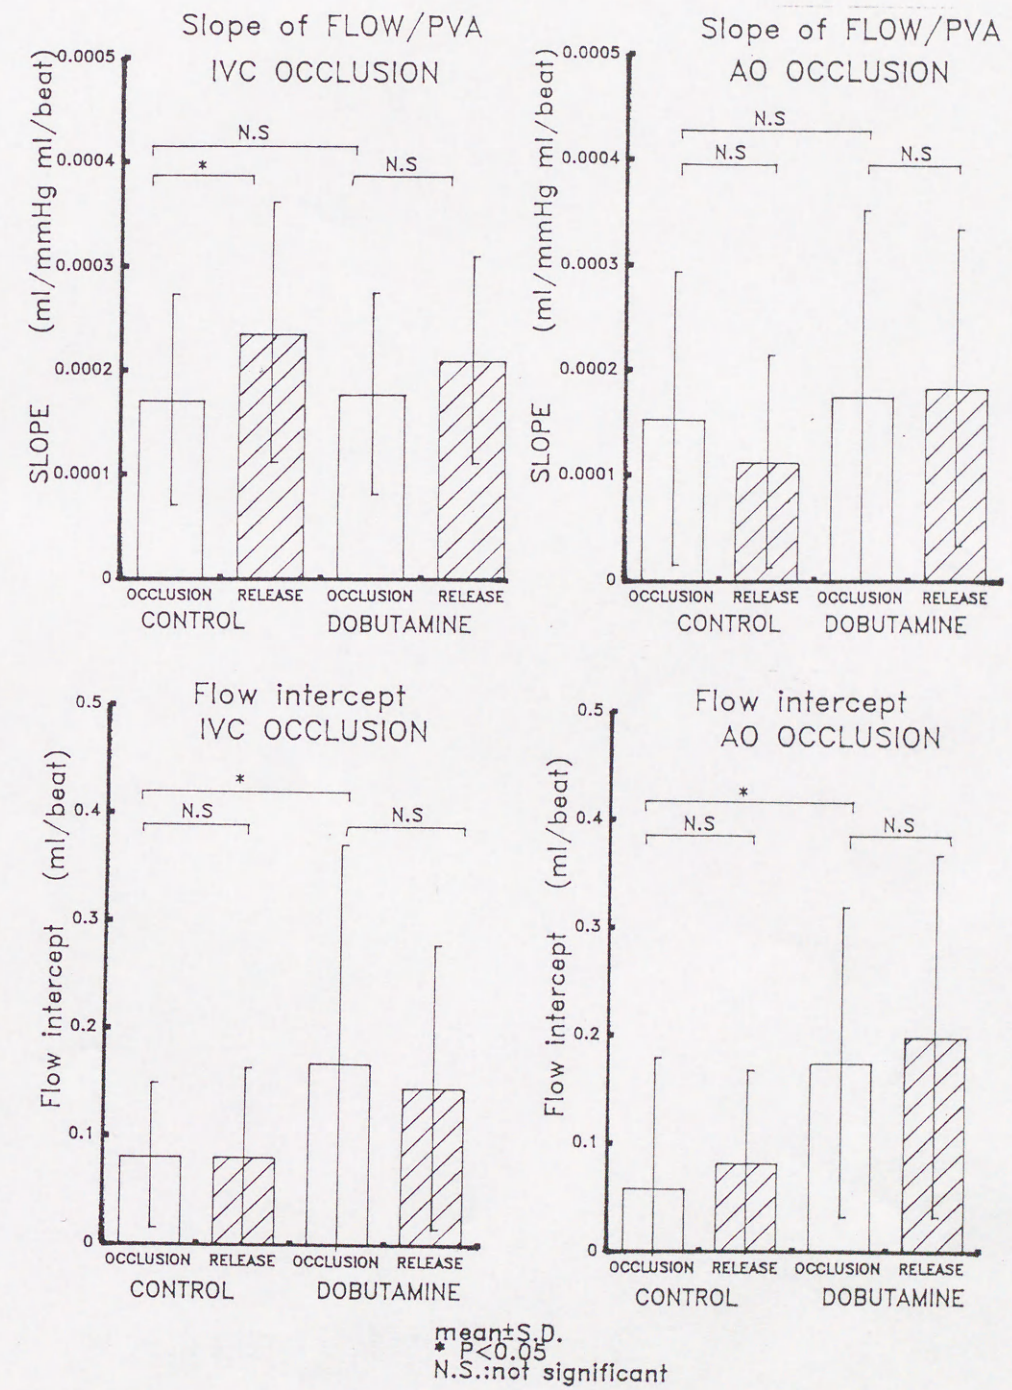 Slope of FLOW/PVA
IVC OCCLUSION
SLOPE (ml/mmHg ml/beat)
0.0005
0.0004
0.0003
0.0002
0.0001
0
N.S
*
N.S
OCCLUSION RELEASE OCCLUSION RELEASE
CONTROL DOBUTAMINE
Slope of FLOW/PVA
AO OCCLUSION
SLOPE (ml/mmHg ml/beat)
0.0005
0.0004
0.0003
0.0002
0.0001
0
N.S
N.S
N.S
OCCLUSION RELEASE OCCLUSION RELEASE
CONTROL DOBUTAMINE
Flow intercept
IVC OCCLUSION
Flow intercept (ml/beat)
0.5
0.4
0.3
0.2
0.1
0
*
N.S
N.S
OCCLUSION RELEASE OCCLUSION RELEASE
CONTROL DOBUTAMINE
Flow intercept
AO OCCLUSION
Flow intercept (ml/beat)
0.5
0.4
0.3
0.2
0.1
0
*
N.S
N.S
OCCLUSION RELEASE OCCLUSION RELEASE
CONTROL DOBUTAMINE
mean±S.D.
* P<0.05
N.S.:not significant